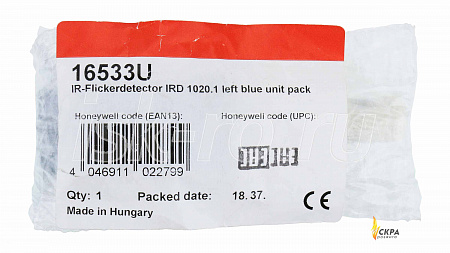 16533U
IR-Flickerdetector IRD 1020.1 left blue unit pack
Honeywell code (EAN13): Honeywell code (UPC):
4 046911 022799
Qty: 1 Packed date: 18. 37.
Made in Hungary CE
СКРА